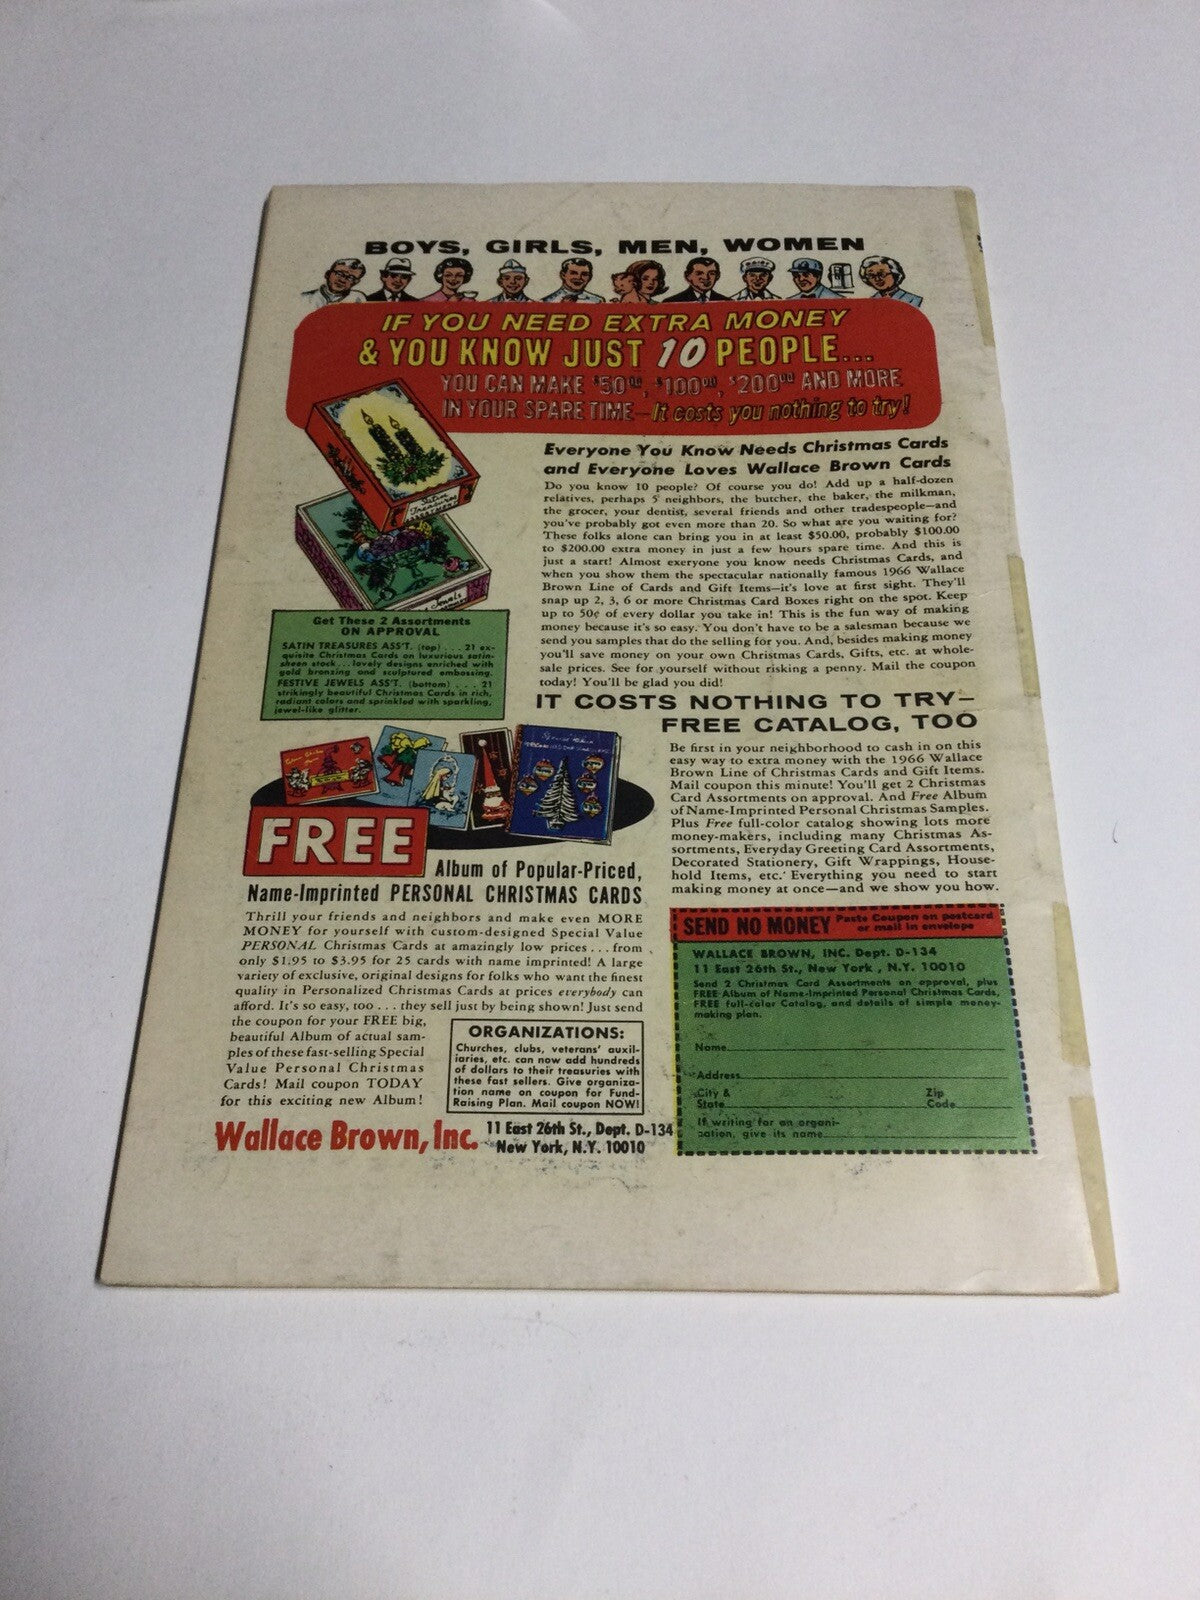 BOYS, GIRLS, MEN, WOMEN
IF YOU NEED EXTRA MONEY
& YOU KNOW JUST 10 PEOPLE...
YOU CAN MAKE $50.00, $100.00, $200.00 AND MORE
IN YOUR SPARE TIME—It costs you nothing to try!
Satin
Treasures
ASSORTMENT
Jewels
Everyone You Know Needs Christmas Cards
and Everyone Loves Wallace Brown Cards
Do you know 10 people? Of course you do! Add up a half-dozen
relatives, perhaps 5 neighbors, the butcher, the baker, the milkman,
the grocer, your dentist, several friends and other tradespeople—and
you've probably got even more than 20. So what are you waiting for?
These folks alone can bring you in at least $50.00, probably $100.00
to $200.00 extra money in just a few hours spare time. And this is
just a start! Almost exeryone you know needs Christmas Cards, and
when you show them the spectacular nationally famous 1966 Wallace
Brown Line of Cards and Gift Items—it's love at first sight. They'll
snap up 2, 3, 6 or more Christmas Card Boxes right on the spot. Keep
up to 50¢ of every dollar you take in! This is the fun way of making
money because it's so easy. You don't have to be a salesman because we
send you samples that do the selling for you. And, besides making money
you'll save money on your own Christmas Cards, Gifts, etc. at whole-
sale prices. See for yourself without risking a penny. Mail the coupon
today! You'll be glad you did!
Get These 2 Assortments
ON APPROVAL
SATIN TREASURES ASS'T. (top) . . . 21 ex-
quisite Christmas Cards on luxurious satin-
sheen stock . . . lovely designs enriched with
gold bronzing and sculptured embossing.
FESTIVE JEWELS ASS'T. (bottom) . . . 21
strikingly beautiful Christmas Cards in rich,
radiant colors and sprinkled with sparkling,
jewel-like glitter.
IT COSTS NOTHING TO TRY—
FREE CATALOG, TOO
Be first in your neighborhood to cash in on this
easy way to extra money with the 1966 Wallace
Brown Line of Christmas Cards and Gift Items.
Mail coupon this minute! You'll get 2 Christmas
Card Assortments on approval. And Free Album
of Name-Imprinted Personal Christmas Samples.
Plus Free full-color catalog showing lots more
money-makers, including many Christmas As-
sortments, Everyday Greeting Card Assortments,
Decorated Stationery, Gift Wrappings, House-
hold Items, etc. Everything you need to start
making money at once—and we show you how.
FREE
Album of Popular-Priced,
Name-Imprinted PERSONAL CHRISTMAS CARDS
Thrill your friends and neighbors and make even MORE
MONEY for yourself with custom-designed Special Value
PERSONAL Christmas Cards at amazingly low prices . . . from
only $1.95 to $3.95 for 25 cards with name imprinted! A large
variety of exclusive, original designs for folks who want the finest
quality in Personalized Christmas Cards at prices everybody can
afford. It's so easy, too . . . they sell just by being shown! Just send
the coupon for your FREE big,
beautiful Album of actual sam-
ples of these fast-selling Special
Value Personal Christmas
Cards! Mail coupon TODAY
for this exciting new Album!
ORGANIZATIONS:
Churches, clubs, veterans' auxil-
iaries, etc. can now add hundreds
of dollars to their treasuries with
these fast sellers. Give organiza-
tion name on coupon for Fund-
Raising Plan. Mail coupon NOW!
Wallace Brown, Inc. 11 East 26th St., Dept. D-134
New York, N.Y. 10010
SEND NO MONEY Paste Coupon on postcard
or mail in envelope
WALLACE BROWN, INC. Dept. D-134
11 East 26th St., New York, N.Y. 10010
Send 2 Christmas Card Assortments on approval, plus
FREE Album of Name-Imprinted Personal Christmas Cards,
FREE full-color Catalog, and details of simple money-
making plan.
Name
Address
City &
State
Zip
Code
If writing for an organi-
zation, give its name